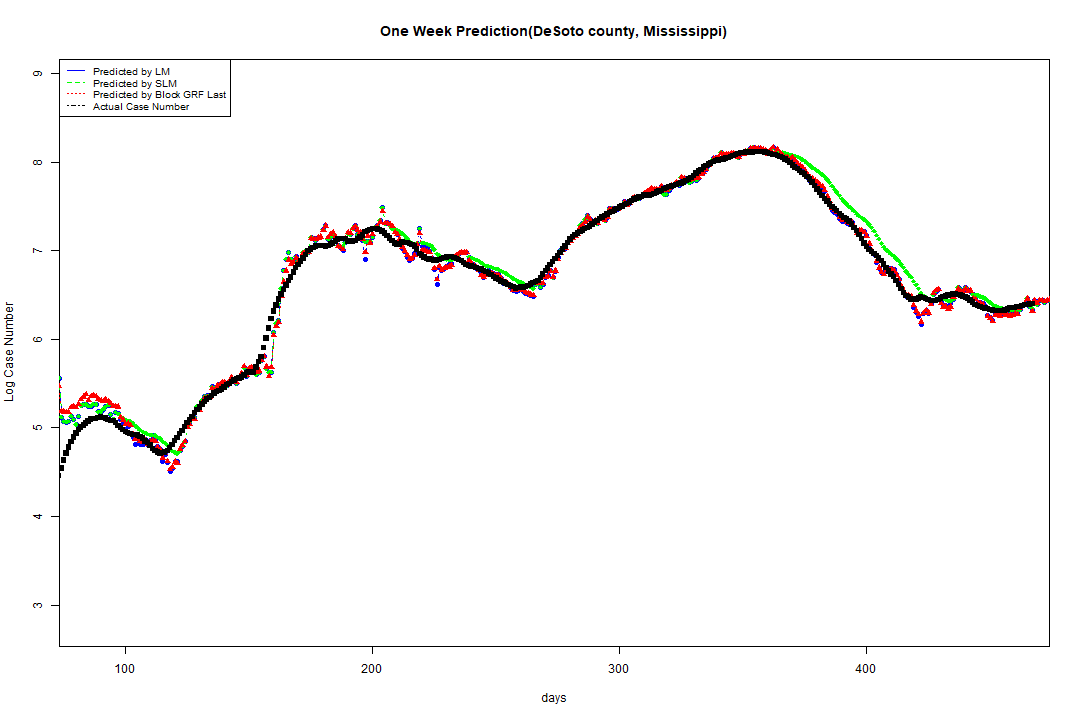 One Week Prediction(DeSoto county, Mississippi)
Predicted by LM
Predicted by SLM
Predicted by Block GRF Last
Actual Case Number
9
8
7
6
5
4
3
Log Case Number
100 200 300 400
days